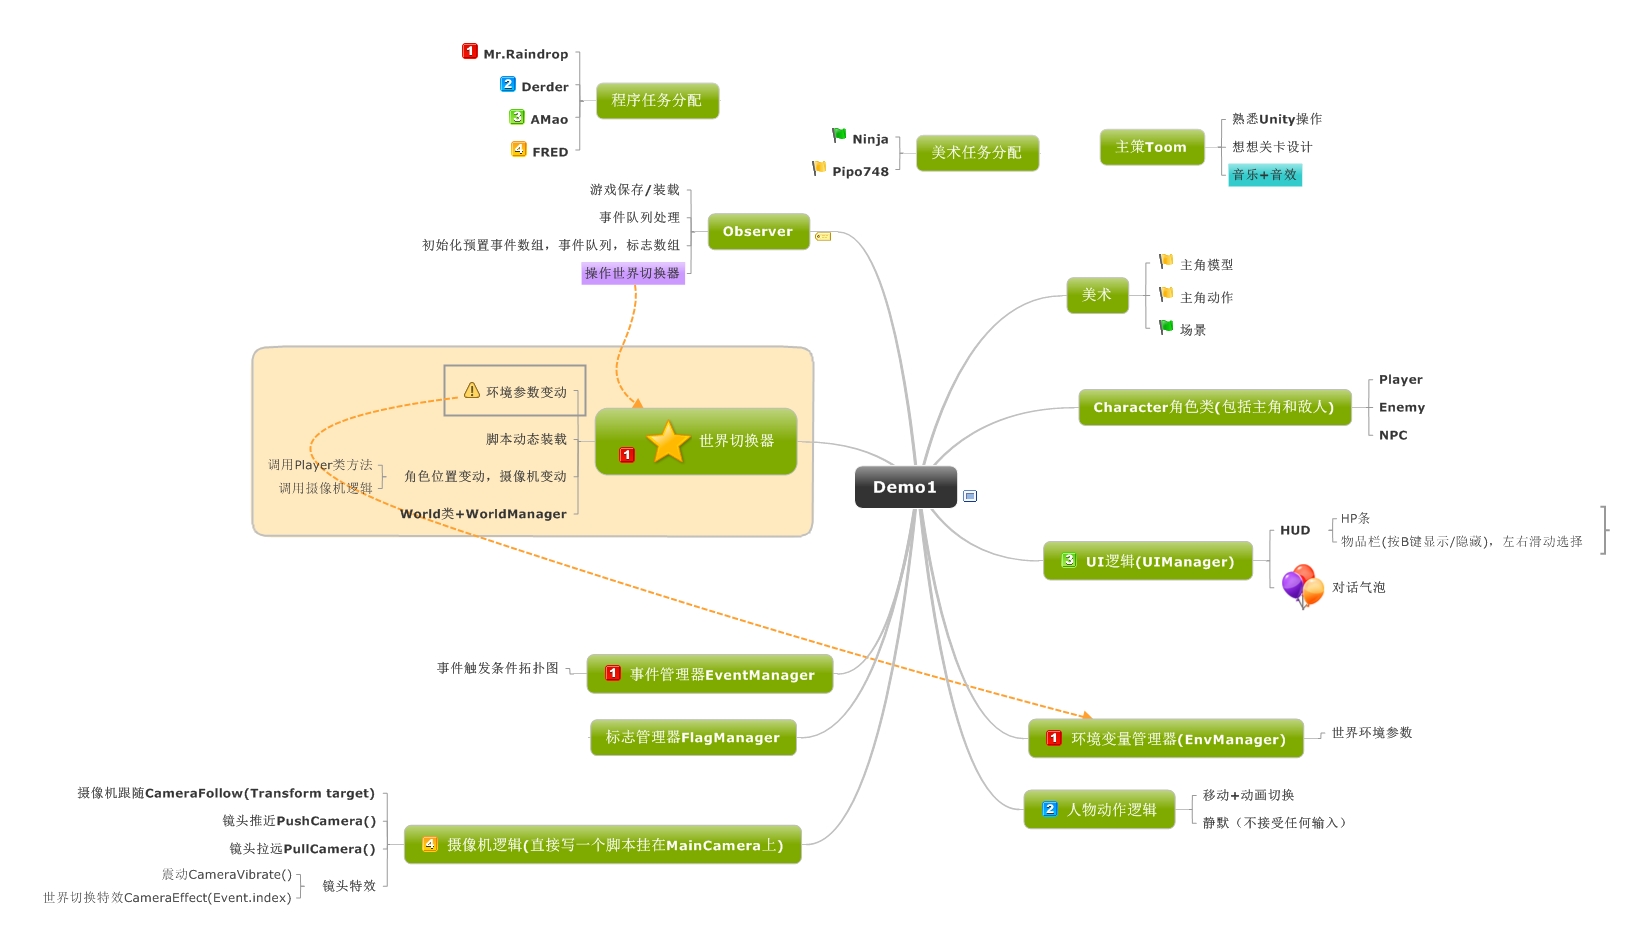 1 Mr.Raindrop
2 Derder
3 AMao
4 FRED
程序任务分配
Ninja
Pipo748
美术任务分配
主策Toom
熟悉Unity操作
想想关卡设计
音乐+音效
游戏保存/装载
事件队列处理
初始化预置事件数组，事件队列，标志数组
操作世界切换器
Observer
美术
主角模型
主角动作
场景
环境参数变动
脚本动态装载
角色位置变动，摄像机变动
调用Player类方法
调用摄像机逻辑
World类+WorldManager
1 世界切换器
Character角色类(包括主角和敌人)
Player
Enemy
NPC
Demo1
3 UI逻辑(UIManager)
HUD
HP条
物品栏(按B键显示/隐藏)，左右滑动选择
对话气泡
事件触发条件拓扑图
1 事件管理器EventManager
标志管理器FlagManager
1 环境变量管理器(EnvManager)
世界环境参数
2 人物动作逻辑
移动+动画切换
静默（不接受任何输入）
摄像机跟随CameraFollow(Transform target)
镜头推近PushCamera()
镜头拉远PullCamera()
镜头特效
震动CameraVibrate()
世界切换特效CameraEffect(Event.index)
4 摄像机逻辑(直接写一个脚本挂在MainCamera上)